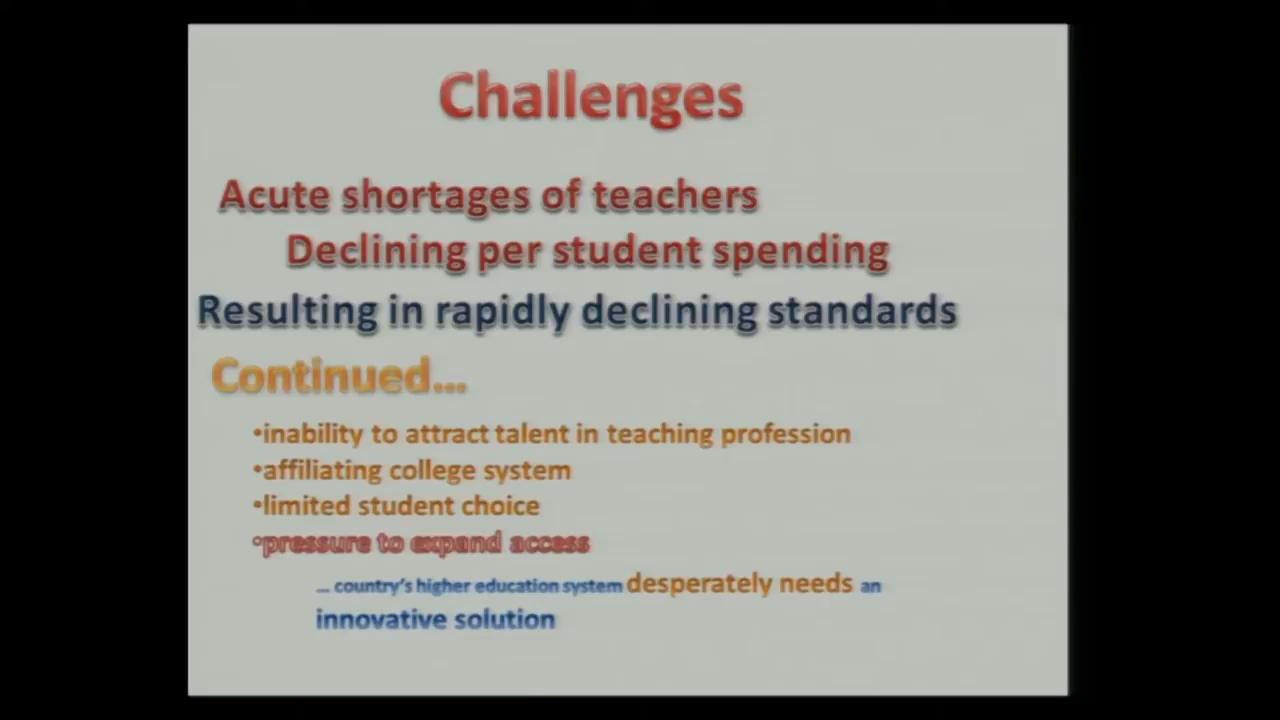 Challenges
Acute shortages of teachers
Declining per student spending
Resulting in rapidly declining standards
Continued...
•inability to attract talent in teaching profession
•affiliating college system
•limited student choice
•pressure to expand access
... country's higher education system desperately needs an
innovative solution